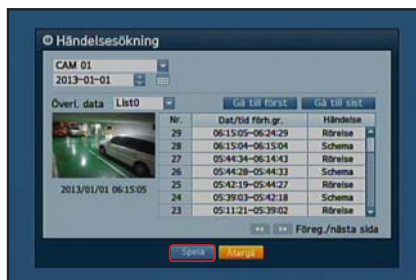 Händelsesökning
CAM 01
2013-01-01
Överl. data List0
Gå till först Gå till sist
Nr. Dat/tid förh.gr. Händelse
29 06:15:05~06:24:29 Rörelse
28 06:15:04~06:15:04 Schema
27 05:44:34~06:14:43 Rörelse
26 05:44:28~05:44:33 Schema
25 05:42:19~05:44:27 Rörelse
24 05:39:03~05:42:18 Schema
23 05:11:21~05:39:02 Rörelse
2013/01/01 06:15:05
Föreg./nästa sida
Spela Återgå